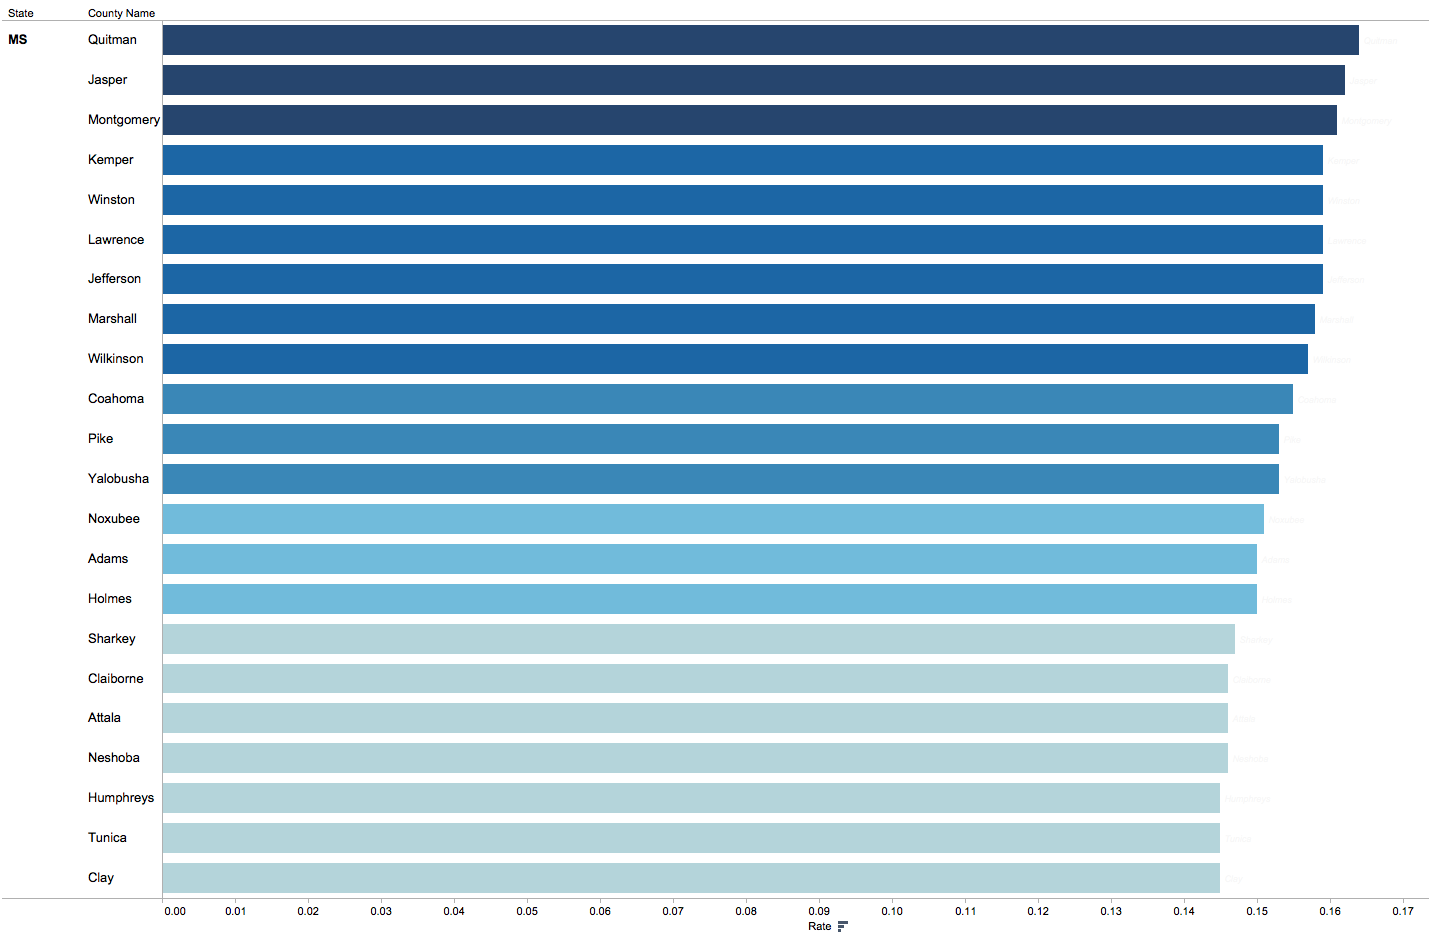 State County Name
MS Quitman
Jasper
Montgomery
Kemper
Winston
Lawrence
Jefferson
Marshall
Wilkinson
Coahoma
Pike
Yalobusha
Noxubee
Adams
Holmes
Sharkey
Claiborne
Attala
Neshoba
Humphreys
Tunica
Clay
0.00 0.01 0.02 0.03 0.04 0.05 0.06 0.07 0.08 0.09 0.10 0.11 0.12 0.13 0.14 0.15 0.16 0.17
Rate